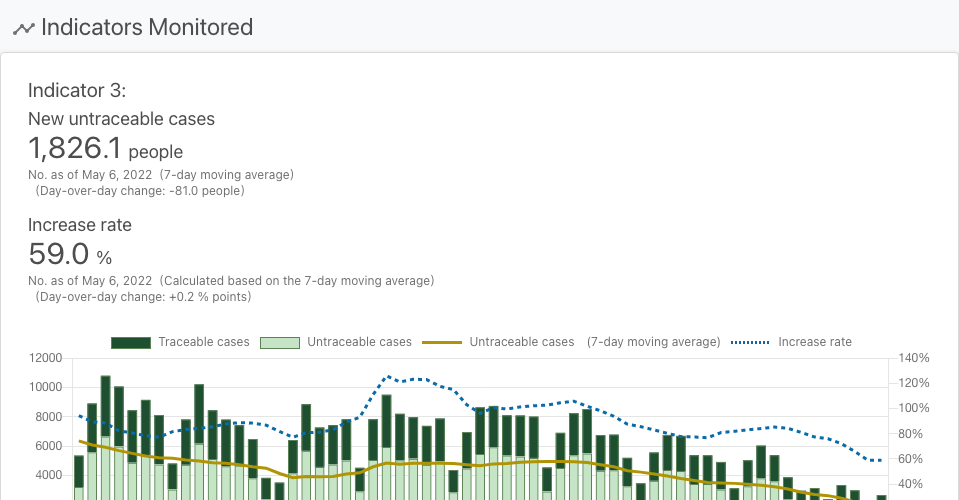 Indicators Monitored
Indicator 3:
New untraceable cases
1,826.1 people
No. as of May 6, 2022 (7-day moving average)
(Day-over-day change: -81.0 people)
Increase rate
59.0 %
No. as of May 6, 2022 (Calculated based on the 7-day moving average)
(Day-over-day change: +0.2 % points)
Traceable cases Untraceable cases Untraceable cases (7-day moving average) Increase rate
12000 140%
10000 120%
8000 100%
6000 80%
4000 60%
40%